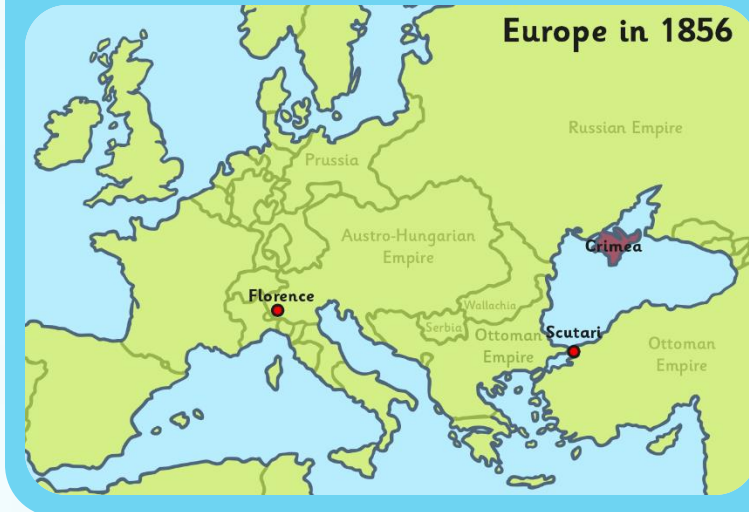 Europe in 1856
Russian Empire
Prussia
Austro-Hungarian
Empire
Crimea
Florence
Wallachia
Serbia
Ottoman
Empire
Scutari
Ottoman
Empire